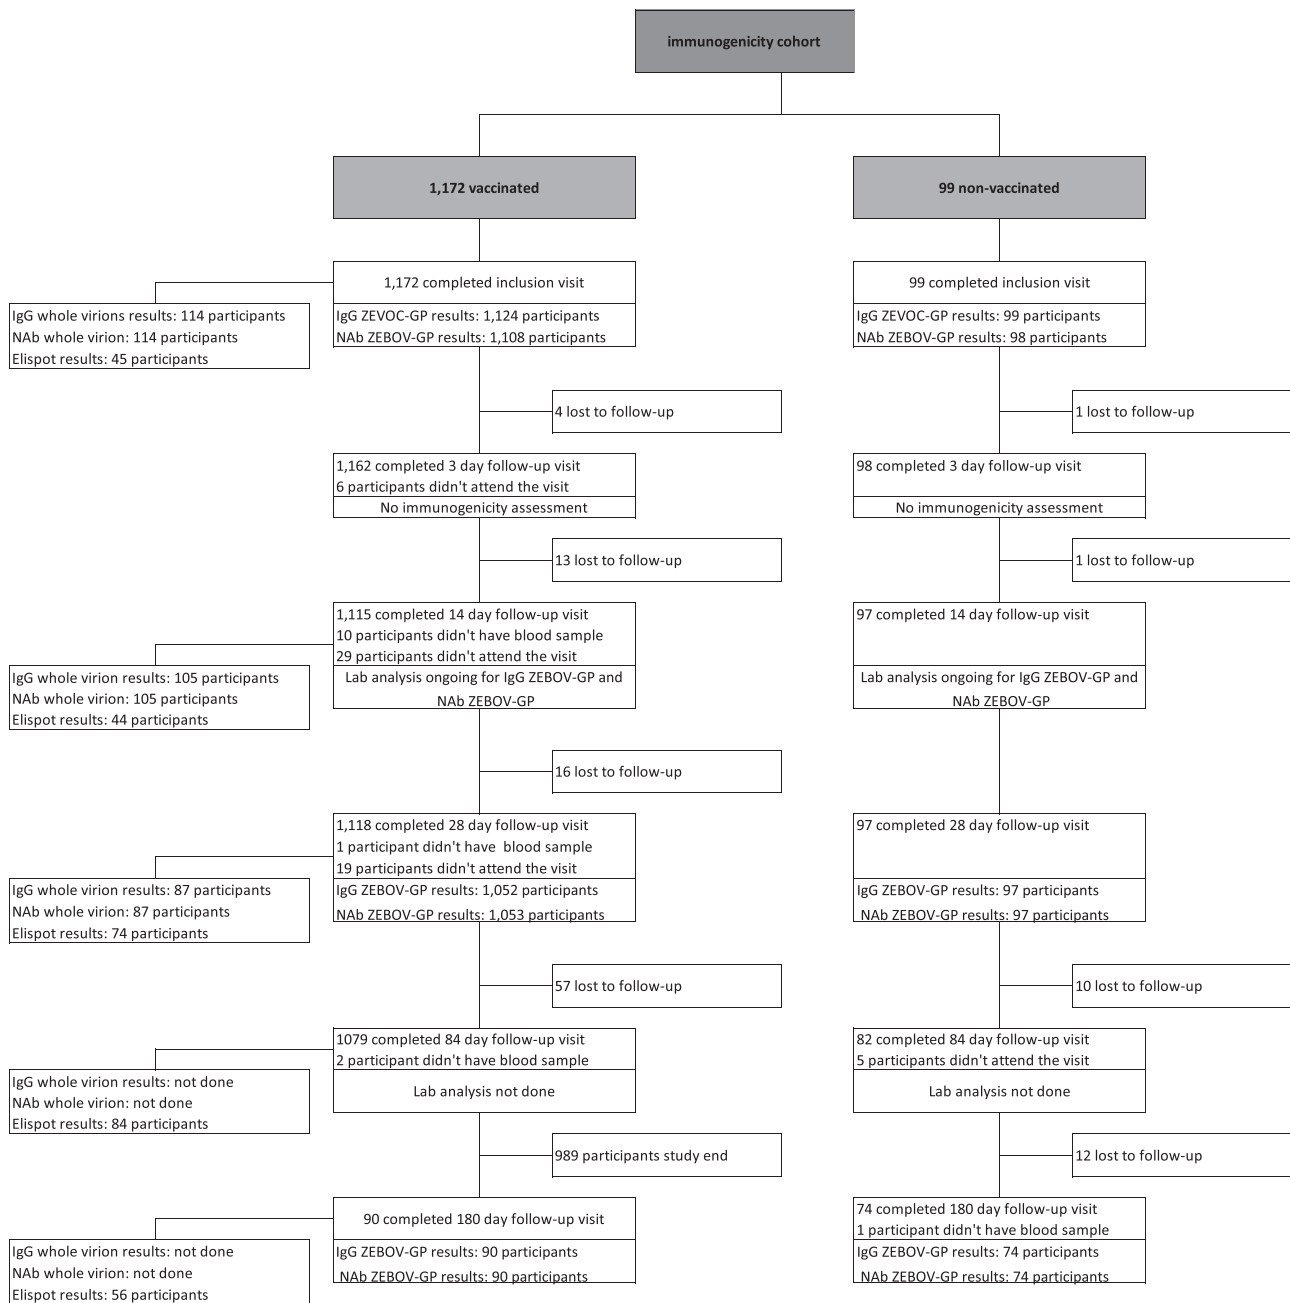 immunogenicity cohort
1,172 vaccinated
99 non-vaccinated
1,172 completed inclusion visit
IgG ZEVOC-GP results: 1,124 participants
NAb ZEBOV-GP results: 1,108 participants
99 completed inclusion visit
IgG ZEVOC-GP results: 99 participants
NAb ZEBOV-GP results: 98 participants
IgG whole virions results: 114 participants
NAb whole virion: 114 participants
Elispot results: 45 participants
4 lost to follow-up
1 lost to follow-up
1,162 completed 3 day follow-up visit
6 participants didn't attend the visit
No immunogenicity assessment
98 completed 3 day follow-up visit
No immunogenicity assessment
13 lost to follow-up
1 lost to follow-up
1,115 completed 14 day follow-up visit
10 participants didn't have blood sample
29 participants didn't attend the visit
Lab analysis ongoing for IgG ZEBOV-GP and
NAb ZEBOV-GP
97 completed 14 day follow-up visit
Lab analysis ongoing for IgG ZEBOV-GP and
NAb ZEBOV-GP
IgG whole virion results: 105 participants
NAb whole virion: 105 participants
Elispot results: 44 participants
16 lost to follow-up
1,118 completed 28 day follow-up visit
1 participant didn't have  blood sample
19 participants didn't attend the visit
IgG ZEBOV-GP results: 1,052 participants
NAb ZEBOV-GP results: 1,053 participants
97 completed 28 day follow-up visit
IgG ZEBOV-GP results: 97 participants
NAb ZEBOV-GP results: 97 participants
IgG whole virion results: 87 participants
NAb whole virion: 87 participants
Elispot results: 74 participants
57 lost to follow-up
10 lost to follow-up
1079 completed 84 day follow-up visit
2 participant didn't have blood sample
Lab analysis not done
82 completed 84 day follow-up visit
5 participants didn't attend the visit
Lab analysis not done
IgG whole virion results: not done
NAb whole virion: not done
Elispot results: 84 participants
989 participants study end
12 lost to follow-up
90 completed 180 day follow-up visit
IgG ZEBOV-GP results: 90 participants
NAb ZEBOV-GP results: 90 participants
74 completed 180 day follow-up visit
1 participant didn't have blood sample
IgG ZEBOV-GP results: 74 participants
NAb ZEBOV-GP results: 74 participants
IgG whole virion results: not done
NAb whole virion: not done
Elispot results: 56 participants